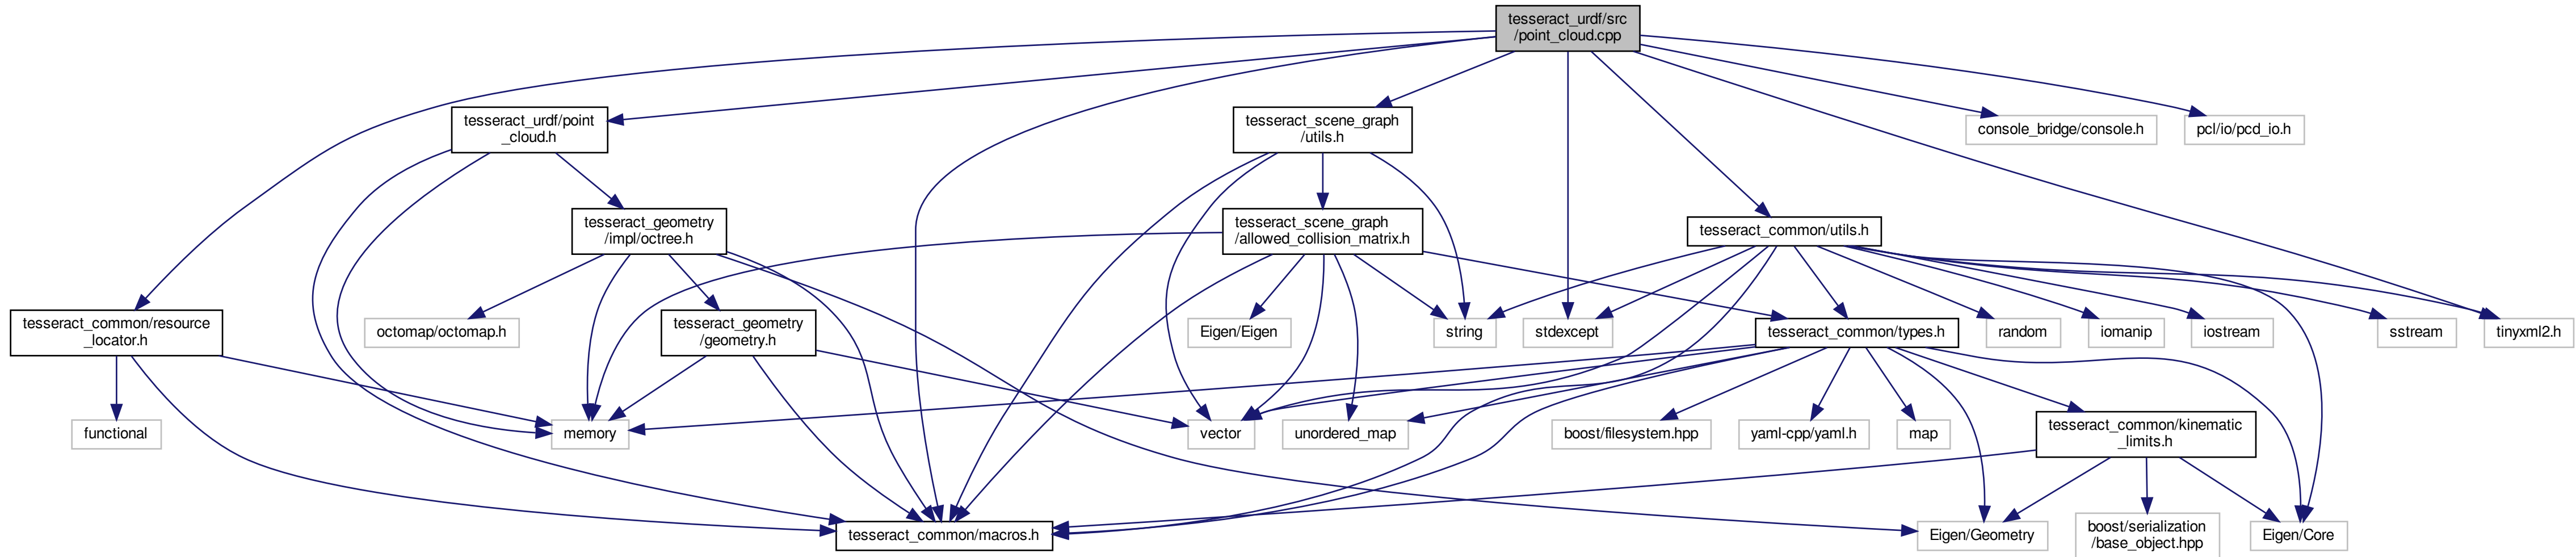 tesseract_urdf/src
/point_cloud.cpp
tesseract_urdf/point
_cloud.h
tesseract_scene_graph
/utils.h
console_bridge/console.h
pcl/io/pcd_io.h
tesseract_geometry
/impl/octree.h
tesseract_scene_graph
/allowed_collision_matrix.h
tesseract_common/utils.h
tesseract_common/resource
_locator.h
octomap/octomap.h
tesseract_geometry
/geometry.h
Eigen/Eigen
string
stdexcept
tesseract_common/types.h
random
iomanip
iostream
sstream
tinyxml2.h
functional
memory
vector
unordered_map
boost/filesystem.hpp
yaml-cpp/yaml.h
map
tesseract_common/kinematic
_limits.h
tesseract_common/macros.h
Eigen/Geometry
boost/serialization
/base_object.hpp
Eigen/Core